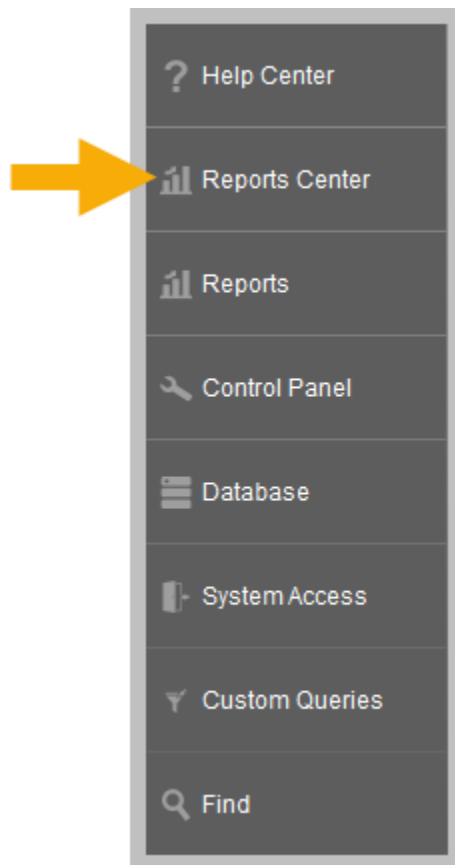 Help Center
Reports Center
Reports
Control Panel
Database
System Access
Custom Queries
Find